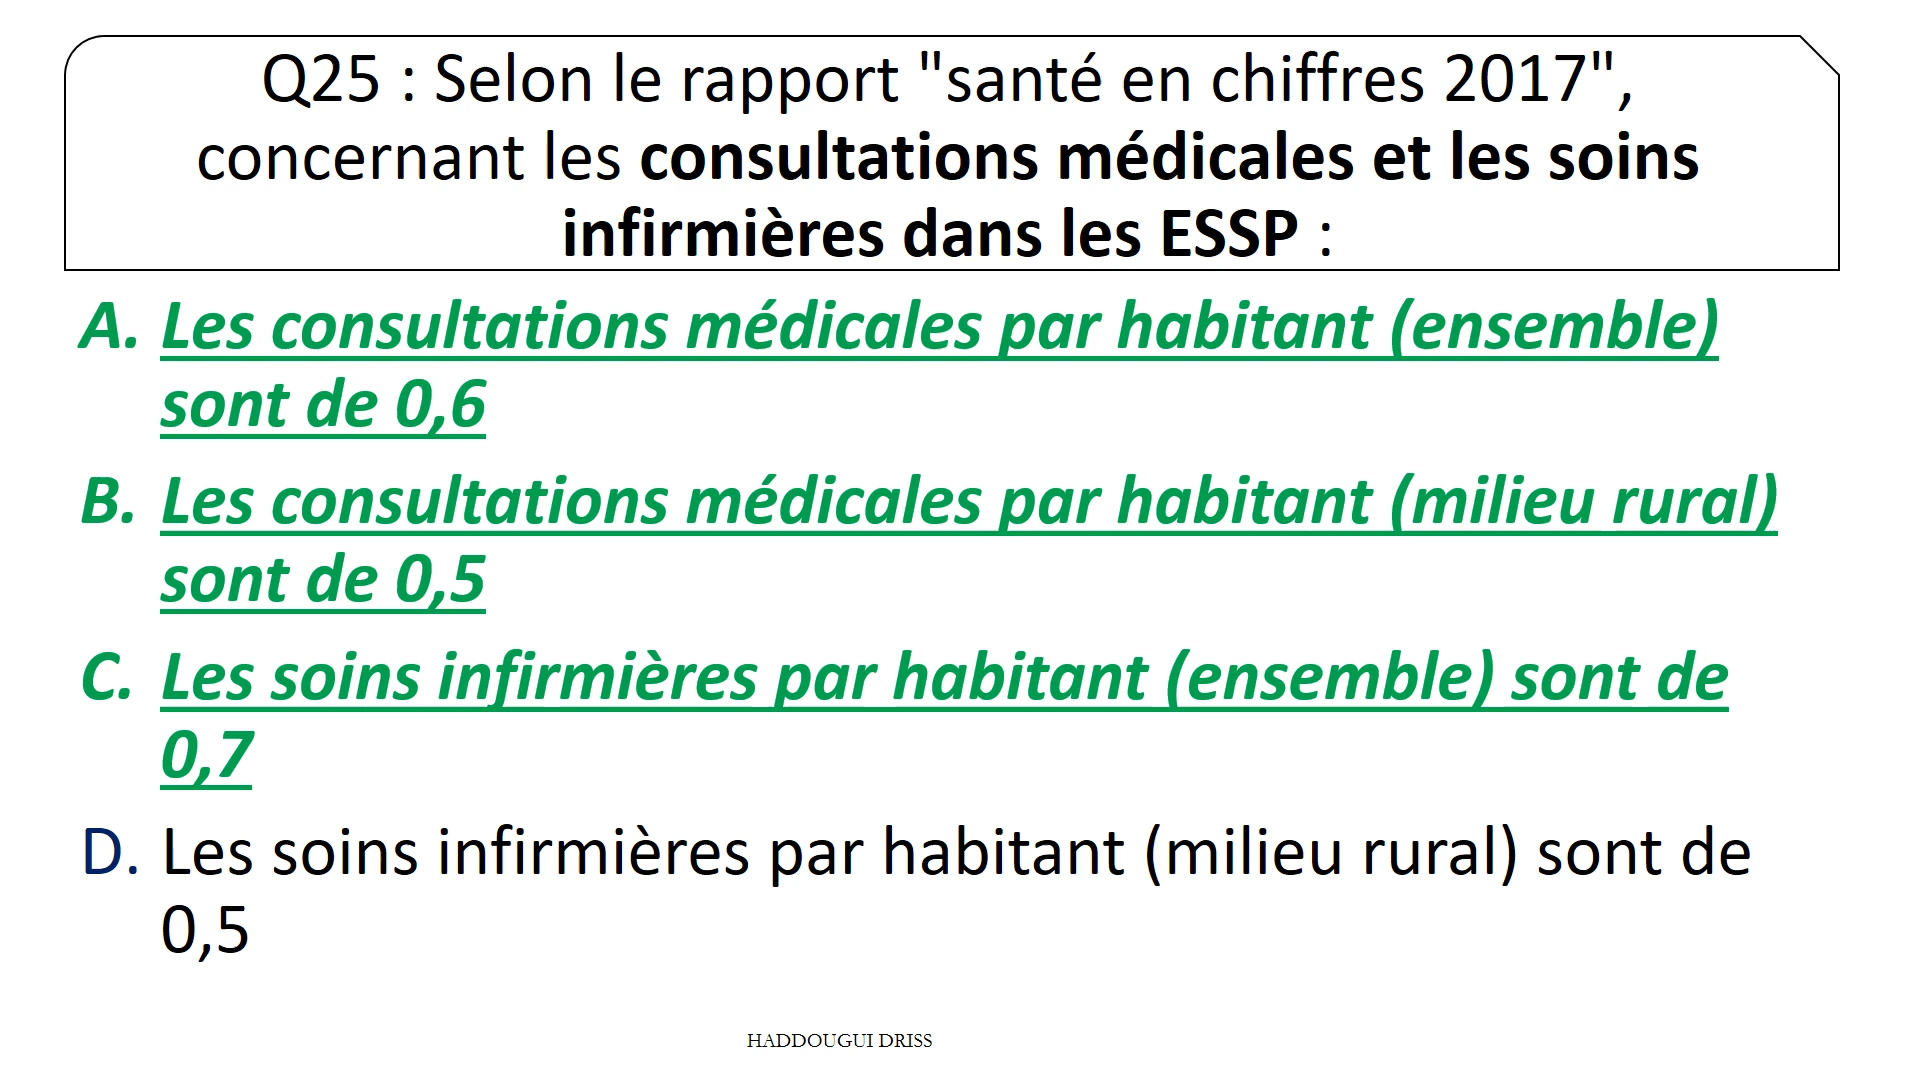 Q25 : Selon le rapport "santé en chiffres 2017",
concernant les consultations médicales et les soins
infirmières dans les ESSP :
A. Les consultations médicales par habitant (ensemble)
sont de 0,6
B. Les consultations médicales par habitant (milieu rural)
sont de 0,5
C. Les soins infirmières par habitant (ensemble) sont de
0,7
D. Les soins infirmières par habitant (milieu rural) sont de
0,5
HADDOUGUI DRISS